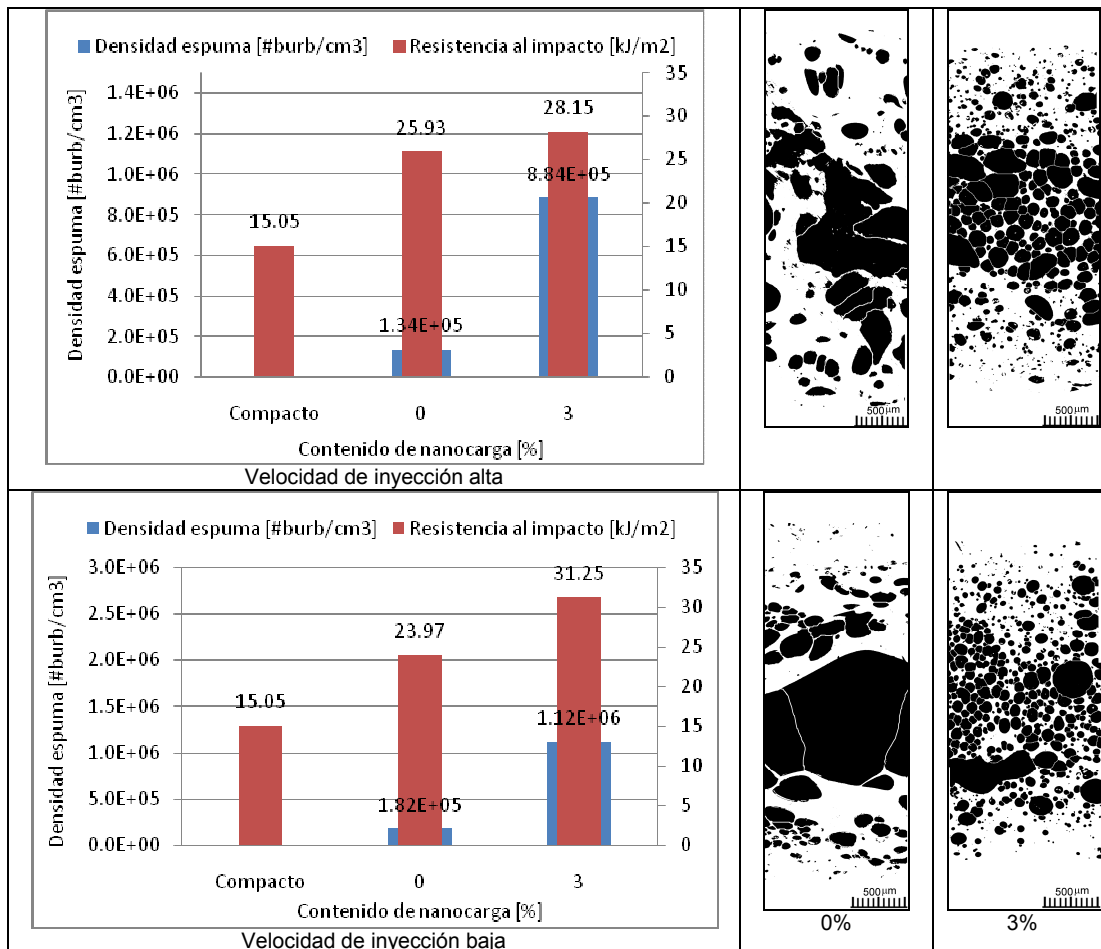 Densidad espuma [#burb/cm3] Resistencia al impacto [kJ/m2]
Densidad espuma [#burb/cm3]
1.4E+06
1.2E+06
1.0E+06
8.0E+05
6.0E+05
4.0E+05
2.0E+05
0.0E+00
15.05
25.93
1.34E+05
28.15
8.84E+05
35
30
25
20
15
10
5
0
Compacto 0 3
Contenido de nanocarga [%]
Velocidad de inyección alta
500µm
500µm
Densidad espuma [#burb/cm3] Resistencia al impacto [kJ/m2]
Densidad espuma [#burb/cm3]
3.0E+06
2.5E+06
2.0E+06
1.5E+06
1.0E+06
5.0E+05
0.0E+00
15.05
23.97
1.82E+05
31.25
1.12E+06
35
30
25
20
15
10
5
0
Compacto 0 3
Contenido de nanocarga [%]
Velocidad de inyección baja
500µm
0%
500µm
3%